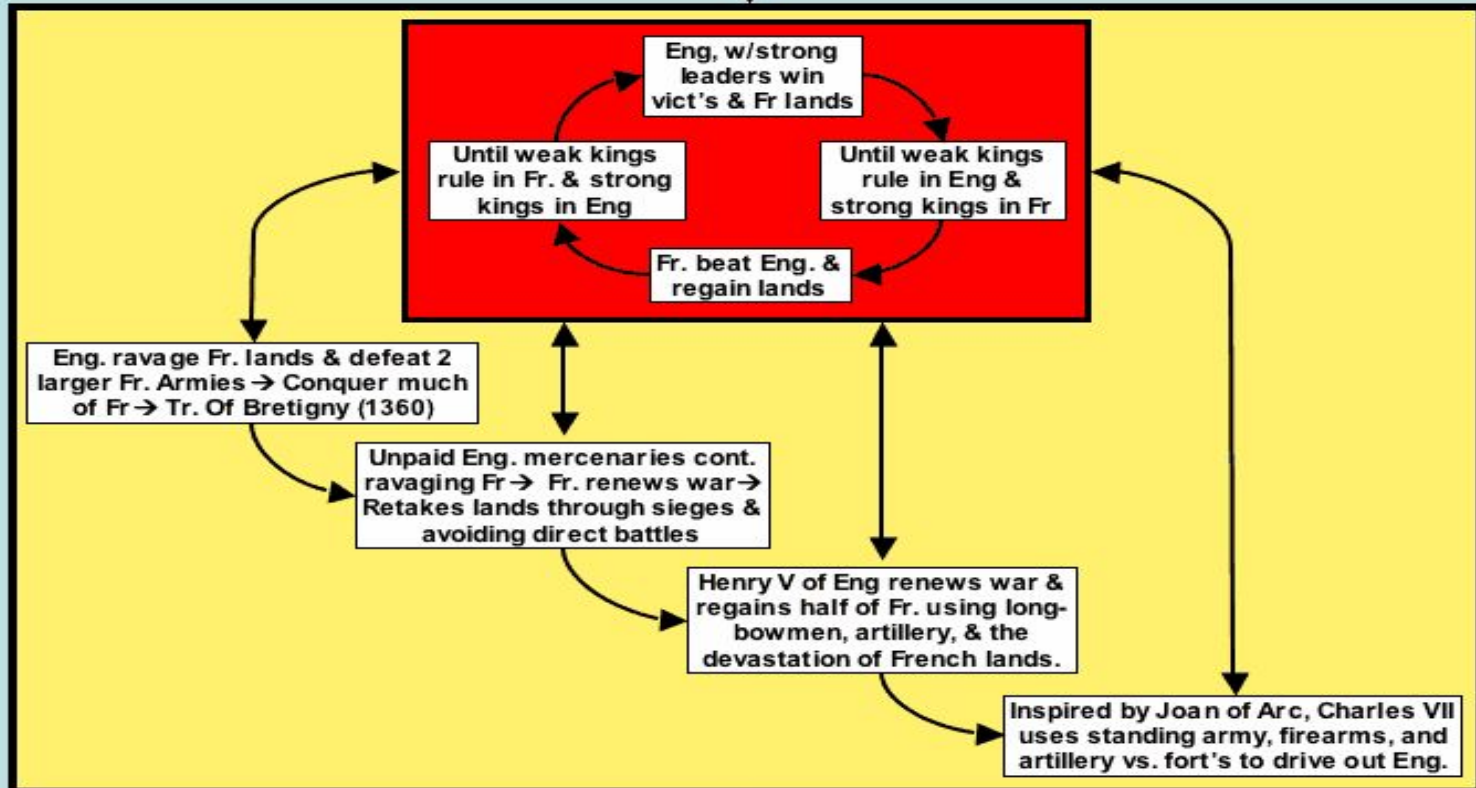 Eng, w/strong
leaders win
vict's & Fr lands
Until weak kings
rule in Fr. & strong
kings in Eng
Until weak kings
rule in Eng &
strong kings in Fr
Fr. beat Eng. &
regain lands
Eng. ravage Fr. lands & defeat 2
larger Fr. Armies → Conquer much
of Fr → Tr. Of Bretigny (1360)
Unpaid Eng. mercenaries cont.
ravaging Fr → Fr. renews war →
Retakes lands through sieges &
avoiding direct battles
Henry V of Eng renews war &
regains half of Fr. using long-
bowmen, artillery, & the
devastation of French lands.
Inspired by Joan of Arc, Charles VII
uses standing army, firearms, and
artillery vs. fort's to drive out Eng.